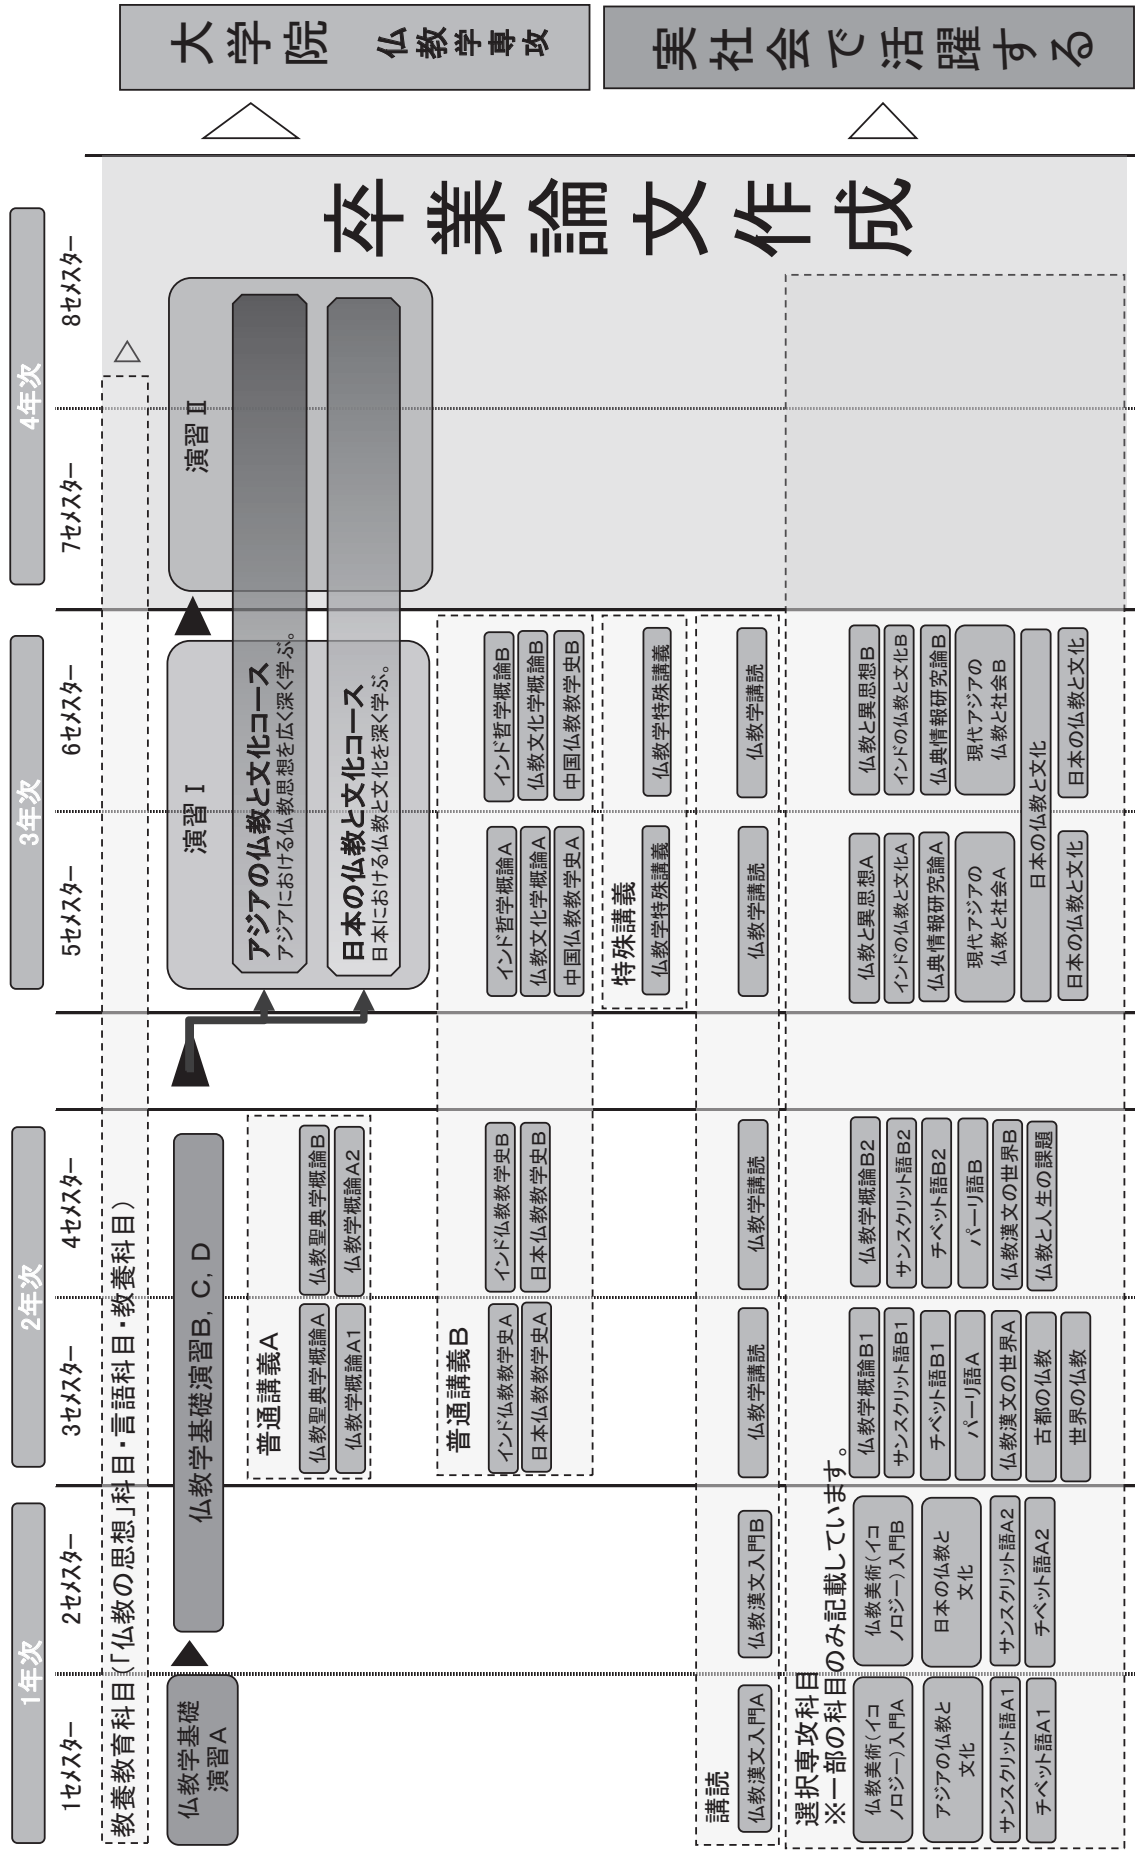 1年次
2年次
3年次
4年次
1セメスター
2セメスター
3セメスター
4セメスター
5セメスター
6セメスター
7セメスター
8セメスター
教養教育科目(「仏教の思想」科目・言語科目・教養科目)
仏教学基礎
演習A
仏教学基礎演習B, C, D
演習Ⅰ
演習Ⅱ
アジアの仏教と文化コース
アジアにおける仏教思想を広く深く学ぶ。
日本の仏教と文化コース
日本における仏教と文化を深く学ぶ。
普通講義A
仏教聖典学概論A
仏教聖典学概論B
仏教学概論A1
仏教学概論A2
普通講義B
インド仏教教学史A
インド仏教教学史B
インド哲学概論A
インド哲学概論B
日本仏教教学史A
日本仏教教学史B
仏教文化学概論A
仏教文化学概論B
中国仏教教学史A
中国仏教教学史B
特殊講義
仏教学特殊講義
仏教学特殊講義
講読
仏教漢文入門A
仏教漢文入門B
仏教学講読
仏教学講読
仏教学講読
仏教学講読
選択専攻科目
※一部の科目のみ記載しています。
仏教美術(イコ
ノロジー)入門A
アジアの仏教と
文化
サンスクリット語A1
チベット語A1
仏教美術(イコ
ノロジー)入門B
日本の仏教と
文化
サンスクリット語A2
チベット語A2
仏教学概論B1
サンスクリット語B1
チベット語B1
パーリ語A
仏教漢文の世界A
古都の仏教
世界の仏教
仏教学概論B2
サンスクリット語B2
チベット語B2
パーリ語B
仏教漢文の世界B
仏教と人生の課題
仏教と異思想A
インドの仏教と文化A
仏典情報研究論A
現代アジアの
仏教と社会A
日本の仏教と文化
日本の仏教と文化
仏教と異思想B
インドの仏教と文化B
仏典情報研究論B
現代アジアの
仏教と社会B
日本の仏教と文化
卒業論文作成
大学院 仏教学専攻
実社会で活躍する